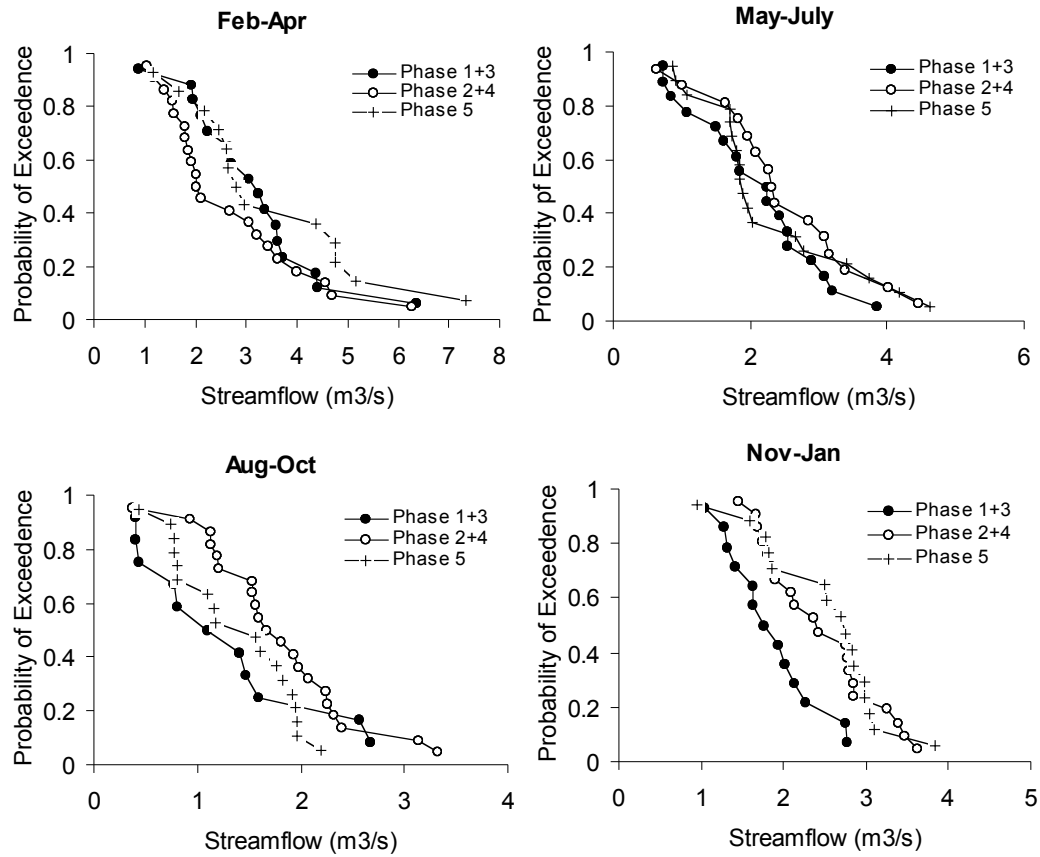 Feb-Apr
Probability of Exceedence
1
0.8
0.6
0.4
0.2
0
Phase 1+3
Phase 2+4
Phase 5
0 1 2 3 4 5 6 7 8
Streamflow (m3/s)
May-July
Probability pf Exceedence
1
0.8
0.6
0.4
0.2
0
Phase 1+3
Phase 2+4
Phase 5
0 2 4 6
Streamflow (m3/s)
Aug-Oct
Probability of Exceedence
1
0.8
0.6
0.4
0.2
0
Phase 1+3
Phase 2+4
Phase 5
0 1 2 3 4
Streamflow (m3/s)
Nov-Jan
Probability of Exceedence
1
0.8
0.6
0.4
0.2
0
Phase 1+3
Phase 2+4
Phase 5
0 1 2 3 4 5
Streamflow (m3/s)